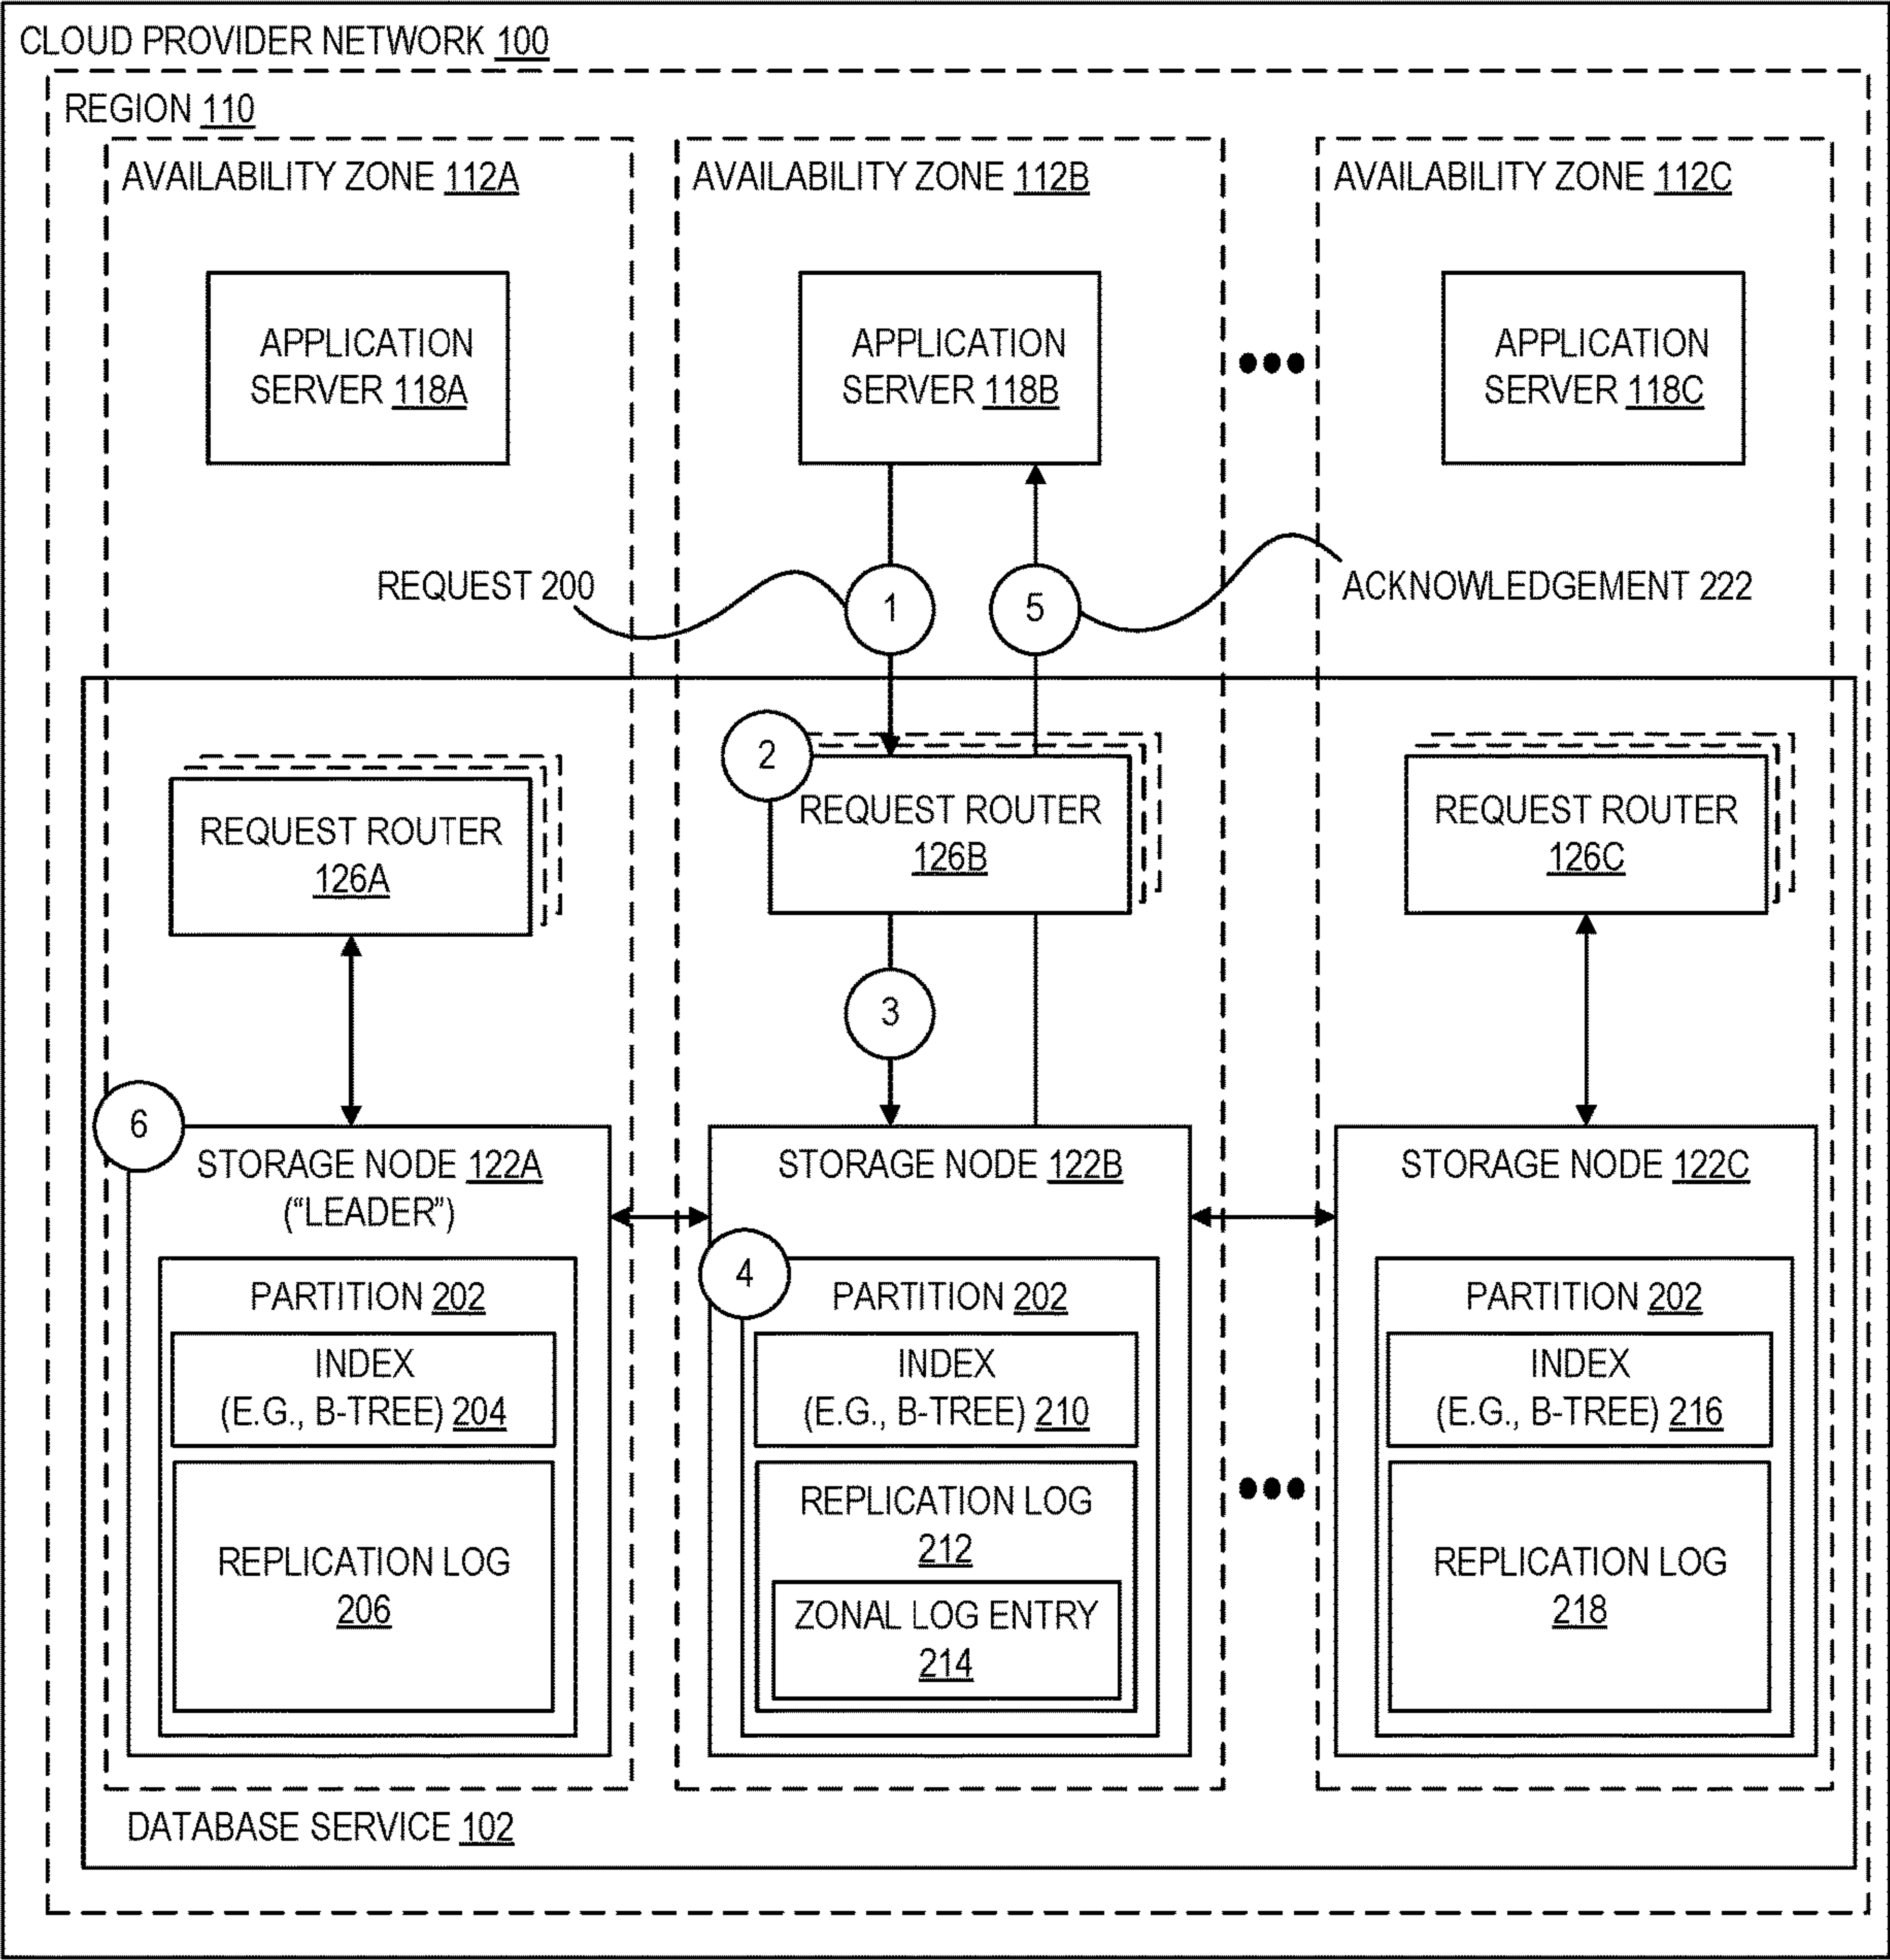 CLOUD PROVIDER NETWORK 100
REGION 110
AVAILABILITY ZONE 112A
AVAILABILITY ZONE 112B
AVAILABILITY ZONE 112C
APPLICATION
SERVER 118A
APPLICATION
SERVER 118B
APPLICATION
SERVER 118C
REQUEST 200
1
5
ACKNOWLEDGEMENT 222
2
REQUEST ROUTER
126A
REQUEST ROUTER
126B
REQUEST ROUTER
126C
3
6
STORAGE NODE 122A
(“LEADER”)
PARTITION 202
INDEX
(E.G., B-TREE) 204
REPLICATION LOG
206
STORAGE NODE 122B
4
PARTITION 202
INDEX
(E.G., B-TREE) 210
REPLICATION LOG
212
ZONAL LOG ENTRY
214
STORAGE NODE 122C
PARTITION 202
INDEX
(E.G., B-TREE) 216
REPLICATION LOG
218
DATABASE SERVICE 102